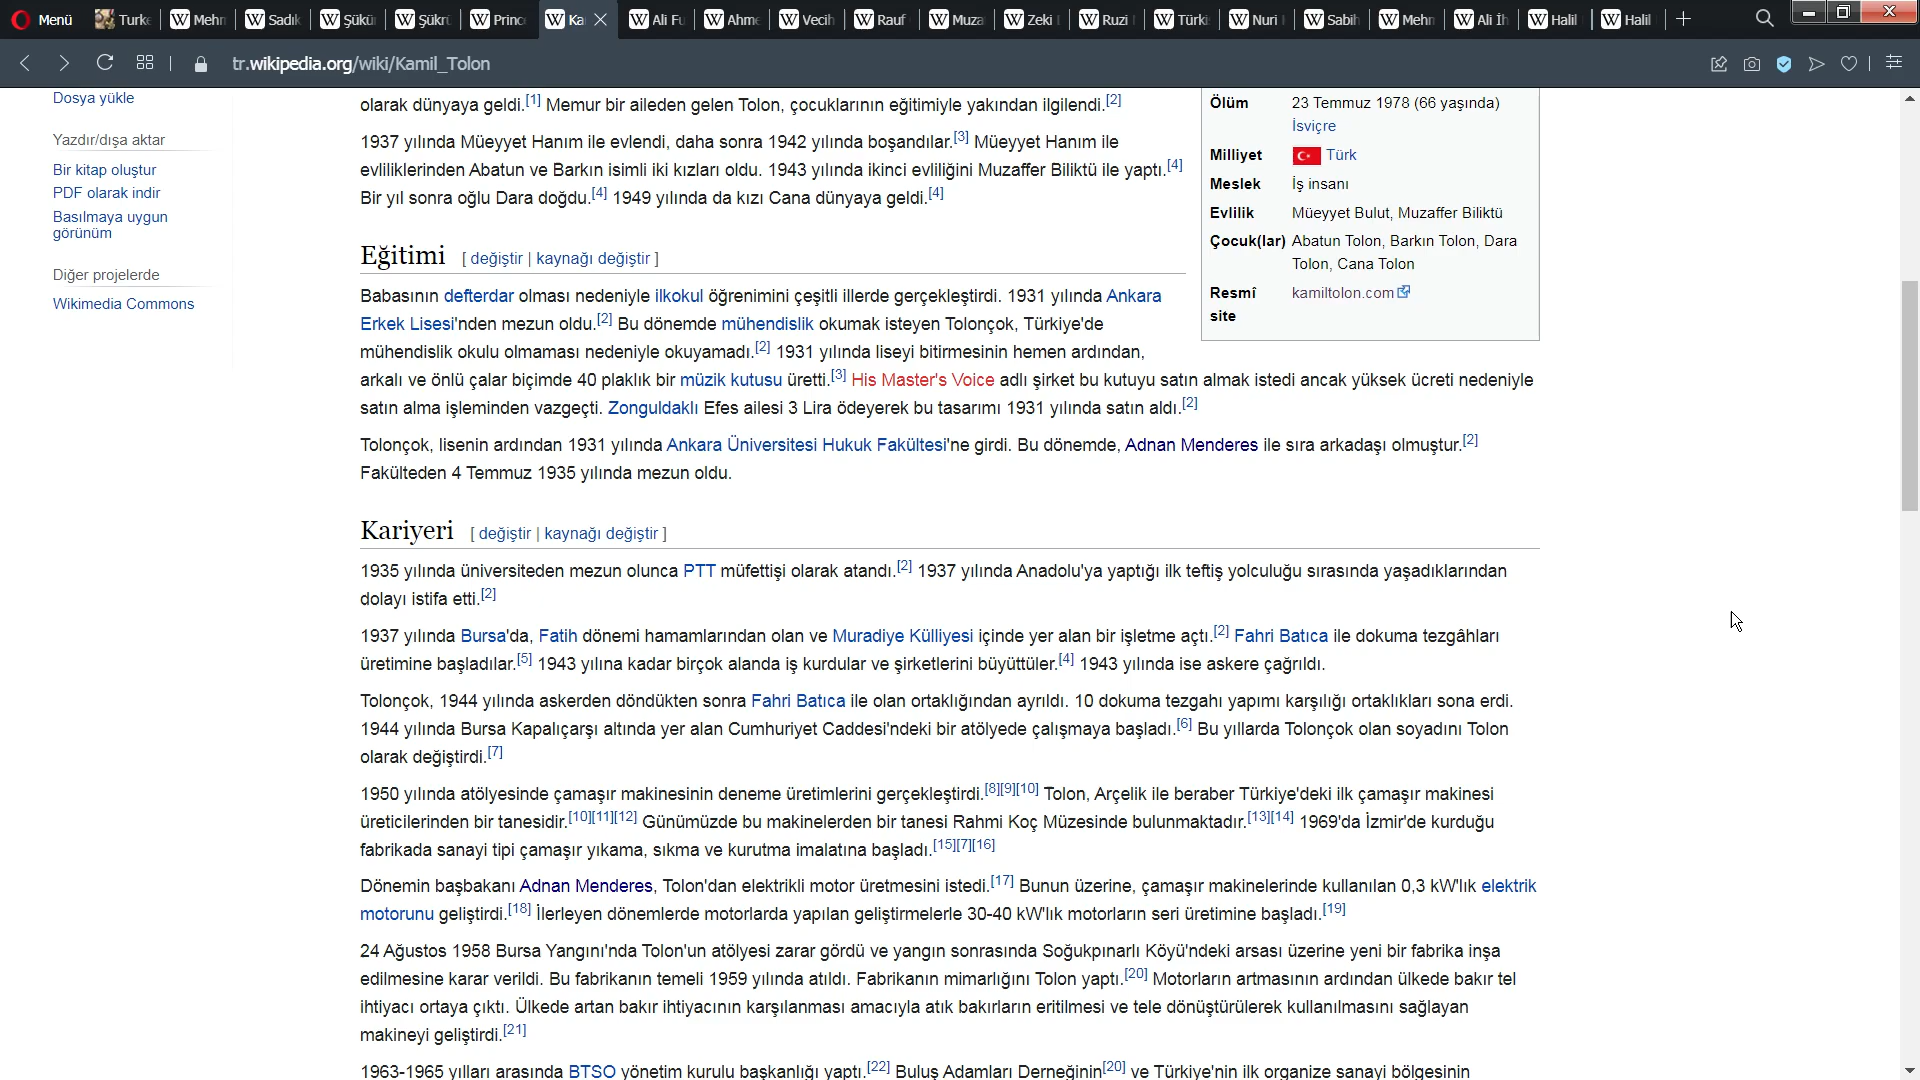 Menü
Turke
Mehm
Sadık
Şükü
Şükrü
Princ
Ka
Ali Fu
Ahme
Vecih
Rauf
Muza
Zeki
Ruzi
Türki
Nuri
Sabih
Mehm
Ali İh
Halil
Halil
tr.wikipedia.org/wiki/Kamil_Tolon
Dosya yükle
Yazdır/dışa aktar
Bir kitap oluştur
PDF olarak indir
Basılmaya uygun
görünüm
Diğer projelerde
Wikimedia Commons
olarak dünyaya geldi.[1] Memur bir aileden gelen Tolon, çocuklarının eğitimiyle yakından ilgilendi.[2]
1937 yılında Müeyyet Hanım ile evlendi, daha sonra 1942 yılında boşandılar.[3] Müeyyet Hanım ile
evliliklerinden Abatun ve Barkın isimli iki kızları oldu. 1943 yılında ikinci evliliğini Muzaffer Biliktü ile yaptı.[4]
Bir yıl sonra oğlu Dara doğdu.[4] 1949 yılında da kızı Cana dünyaya geldi.[4]
Ölüm 23 Temmuz 1978 (66 yaşında)
İsviçre
Milliyet Türk
Meslek İş insanı
Evlilik Müeyyet Bulut, Muzaffer Biliktü
Çocuk(lar) Abatun Tolon, Barkın Tolon, Dara
Tolon, Cana Tolon
Resmî kamiltolon.com
site
Eğitimi [ değiştir | kaynağı değiştir ]
Babasının defterdar olması nedeniyle ilkokul öğrenimini çeşitli illerde gerçekleştirdi. 1931 yılında Ankara
Erkek Lisesi'nden mezun oldu.[2] Bu dönemde mühendislik okumak isteyen Tolonçok, Türkiye'de
mühendislik okulu olmaması nedeniyle okuyamadı.[2] 1931 yılında liseyi bitirmesinin hemen ardından,
arkalı ve önlü çalar biçimde 40 plaklık bir müzik kutusu üretti.[3] His Master's Voice adlı şirket bu kutuyu satın almak istedi ancak yüksek ücreti nedeniyle
satın alma işleminden vazgeçti. Zonguldaklı Efes ailesi 3 Lira ödeyerek bu tasarımı 1931 yılında satın aldı.[2]
Tolonçok, lisenin ardından 1931 yılında Ankara Üniversitesi Hukuk Fakültesi'ne girdi. Bu dönemde, Adnan Menderes ile sıra arkadaşı olmuştur.[2]
Fakülteden 4 Temmuz 1935 yılında mezun oldu.
Kariyeri [ değiştir | kaynağı değiştir ]
1935 yılında üniversiteden mezun olunca PTT müfettişi olarak atandı.[2] 1937 yılında Anadolu'ya yaptığı ilk teftiş yolculuğu sırasında yaşadıklarından
dolayı istifa etti.[2]
1937 yılında Bursa'da, Fatih dönemi hamamlarından olan ve Muradiye Külliyesi içinde yer alan bir işletme açtı.[2] Fahri Batıca ile dokuma tezgâhları
üretimine başladılar.[5] 1943 yılına kadar birçok alanda iş kurdular ve şirketlerini büyüttüler.[4] 1943 yılında ise askere çağrıldı.
Tolonçok, 1944 yılında askerden döndükten sonra Fahri Batıca ile olan ortaklığından ayrıldı. 10 dokuma tezgahı yapımı karşılığı ortaklıkları sona erdi.
1944 yılında Bursa Kapalıçarşı altında yer alan Cumhuriyet Caddesi'ndeki bir atölyede çalışmaya başladı.[6] Bu yıllarda Tolonçok olan soyadını Tolon
olarak değiştirdi.[7]
1950 yılında atölyesinde çamaşır makinesinin deneme üretimlerini gerçekleştirdi.[8][9][10] Tolon, Arçelik ile beraber Türkiye'deki ilk çamaşır makinesi
üreticilerinden bir tanesidir.[10][11][12] Günümüzde bu makinelerden bir tanesi Rahmi Koç Müzesinde bulunmaktadır.[13][14] 1969'da İzmir'de kurduğu
fabrikada sanayi tipi çamaşır yıkama, sıkma ve kurutma imalatına başladı.[15][7][16]
Dönemin başbakanı Adnan Menderes, Tolon'dan elektrikli motor üretmesini istedi.[17] Bunun üzerine, çamaşır makinelerinde kullanılan 0,3 kW'lık elektrik
motorunu geliştirdi.[18] İlerleyen dönemlerde motorlarda yapılan geliştirmelerle 30-40 kW'lık motorların seri üretimine başladı.[19]
24 Ağustos 1958 Bursa Yangını'nda Tolon'un atölyesi zarar gördü ve yangın sonrasında Soğukpınarlı Köyü'ndeki arsası üzerine yeni bir fabrika inşa
edilmesine karar verildi. Bu fabrikanın temeli 1959 yılında atıldı. Fabrikanın mimarlığını Tolon yaptı.[20] Motorların artmasının ardından ülkede bakır tel
ihtiyacı ortaya çıktı. Ülkede artan bakır ihtiyacının karşılanması amacıyla atık bakırların eritilmesi ve tele dönüştürülerek kullanılmasını sağlayan
makineyi geliştirdi.[21]
1963-1965 yılları arasında BTSO yönetim kurulu başkanlığı yaptı.[22] Buluş Adamları Derneğinin[20] ve Türkiye'nin ilk organize sanayi bölgesinin